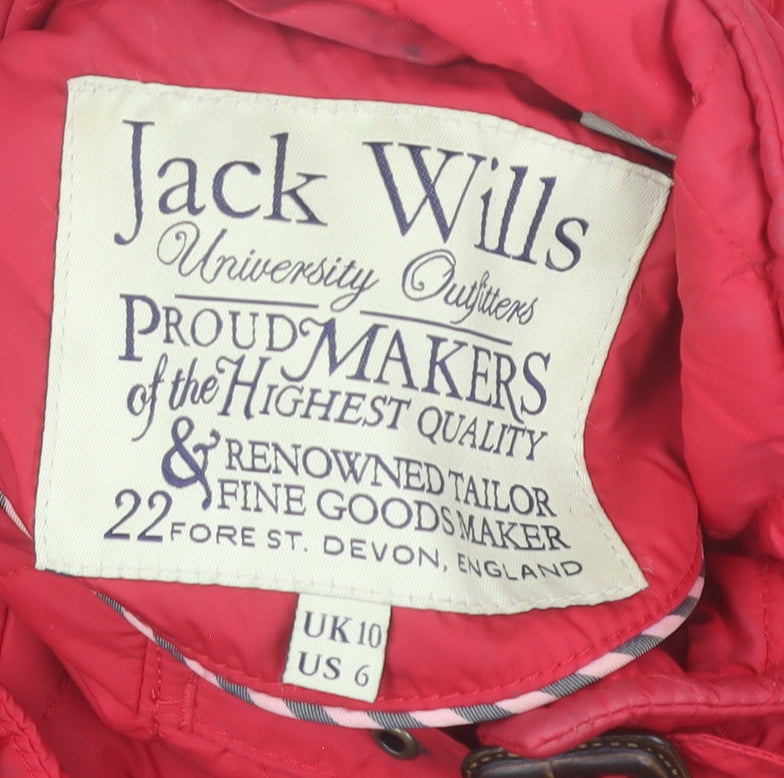 Jack Wills
University Outfitters
PROUD MAKERS
of the HIGHEST QUALITY
& RENOWNED TAILOR
FINE GOODS MAKER
22 FORE ST. DEVON, ENGLAND
UK 10
US 6